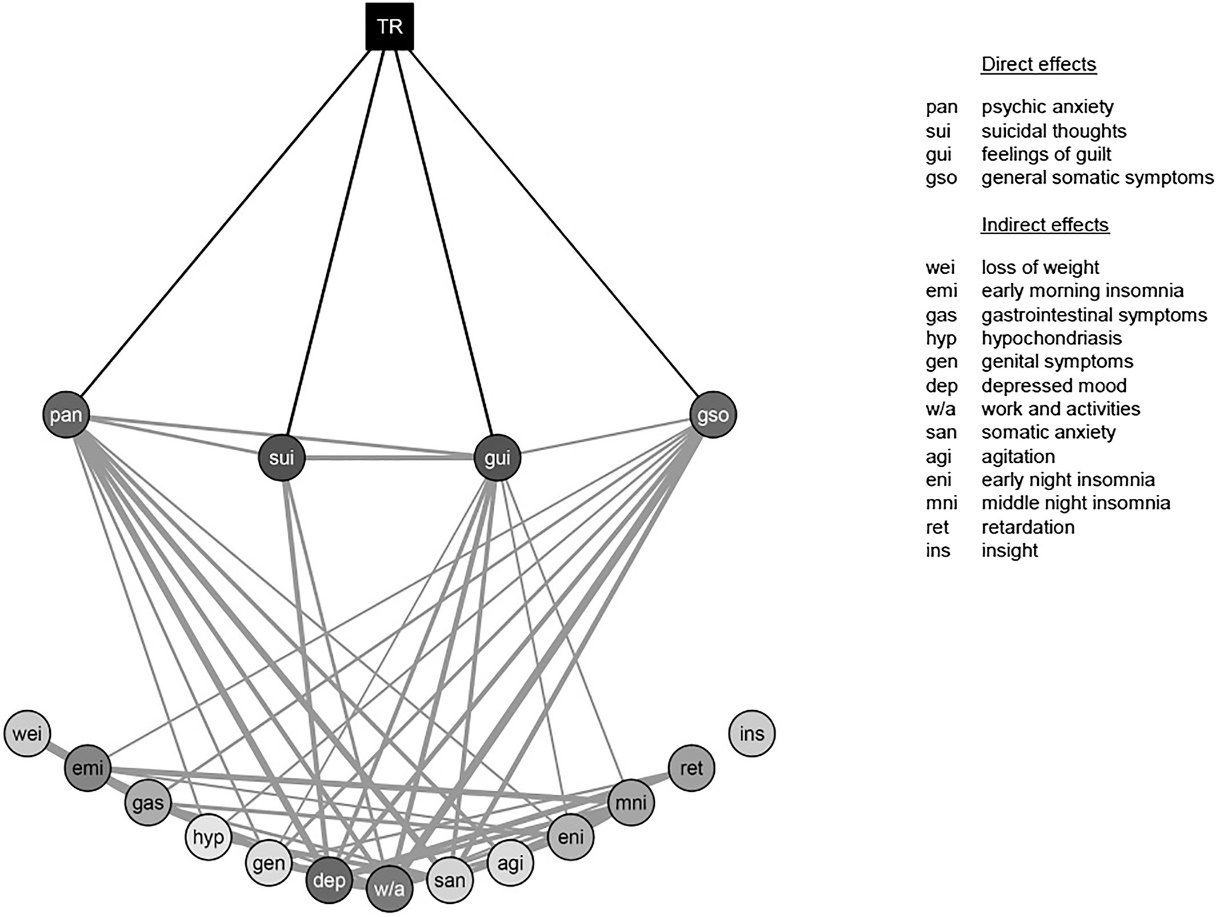 TR
Direct effects
pan psychic anxiety
sui suicidal thoughts
gui feelings of guilt
gso general somatic symptoms
Indirect effects
wei loss of weight
emi early morning insomnia
gas gastrointestinal symptoms
hyp hypochondriasis
gen genital symptoms
dep depressed mood
w/a work and activities
san somatic anxiety
agi agitation
eni early night insomnia
mni middle night insomnia
ret retardation
ins insight
pan
gso
sui
gui
wei
ins
emi
ret
gas
mni
hyp
eni
gen
agi
dep
san
w/a